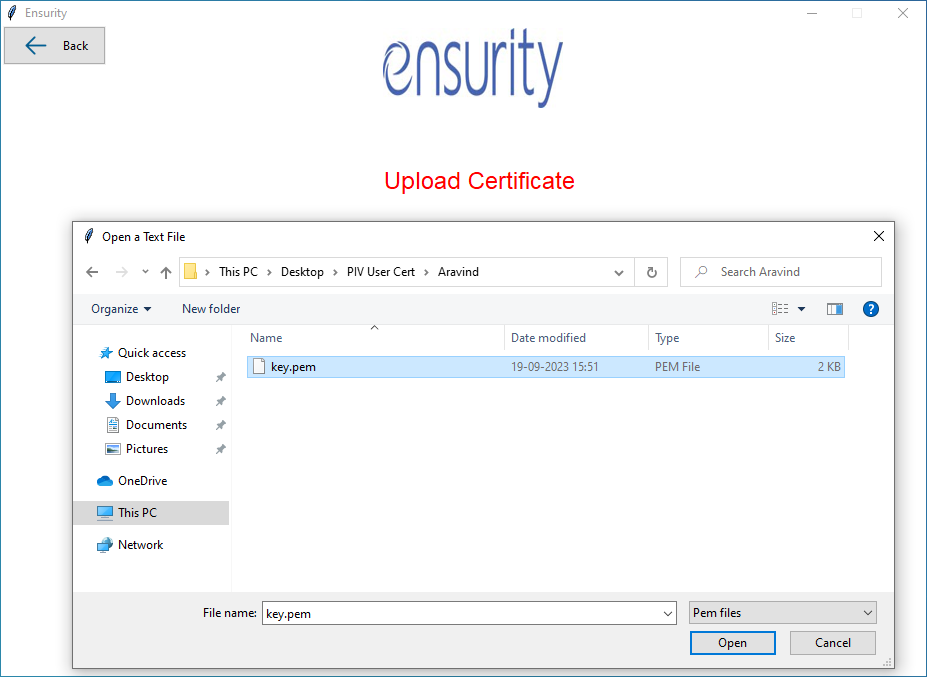 Ensurity
Back
ensurity
Upload Certificate
Open a Text File
This PC > Desktop > PIV User Cert > Aravind
Search Aravind
Organize
New folder
?
Name
Date modified
Type
Size
key.pem
19-09-2023 15:51
PEM File
2 KB
Quick access
Desktop
Downloads
Documents
Pictures
OneDrive
This PC
Network
File name:
key.pem
Pem files
Open
Cancel